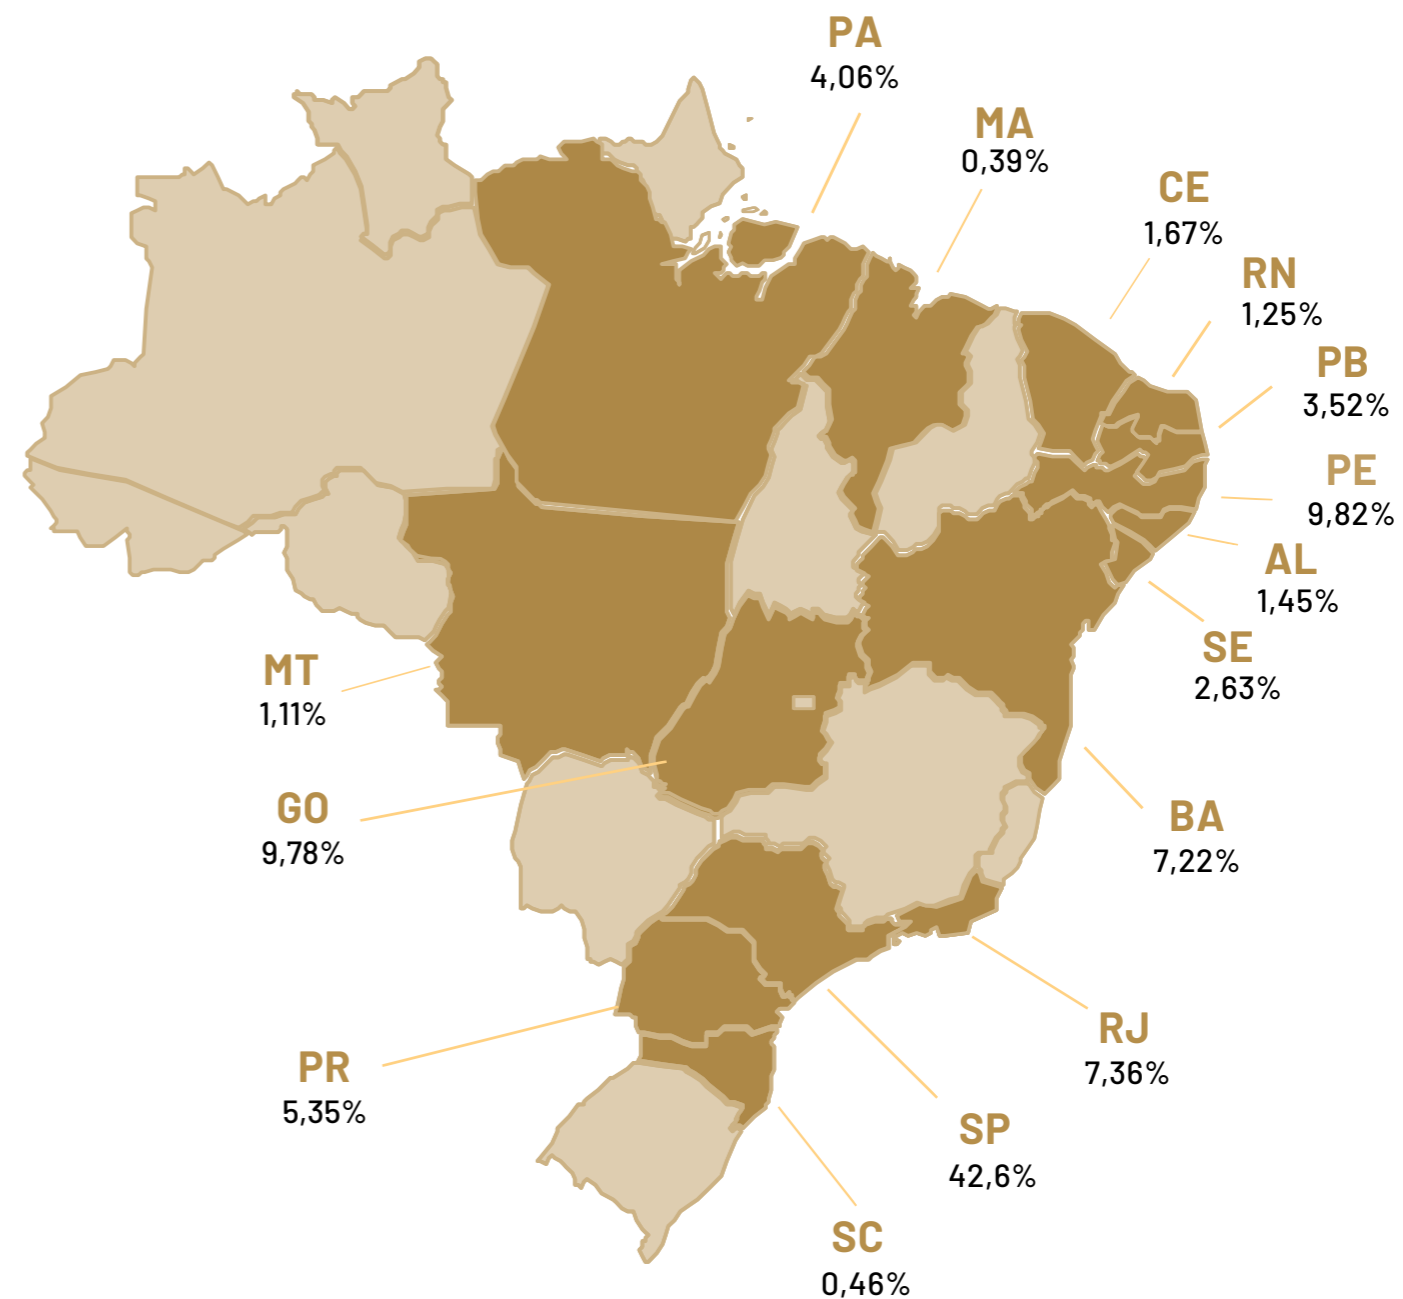 PA
4,06%
MA
0,39%
CE
1,67%
RN
1,25%
PB
3,52%
PE
9,82%
AL
1,45%
SE
2,63%
MT
1,11%
GO
9,78%
BA
7,22%
RJ
7,36%
PR
5,35%
SP
42,6%
SC
0,46%